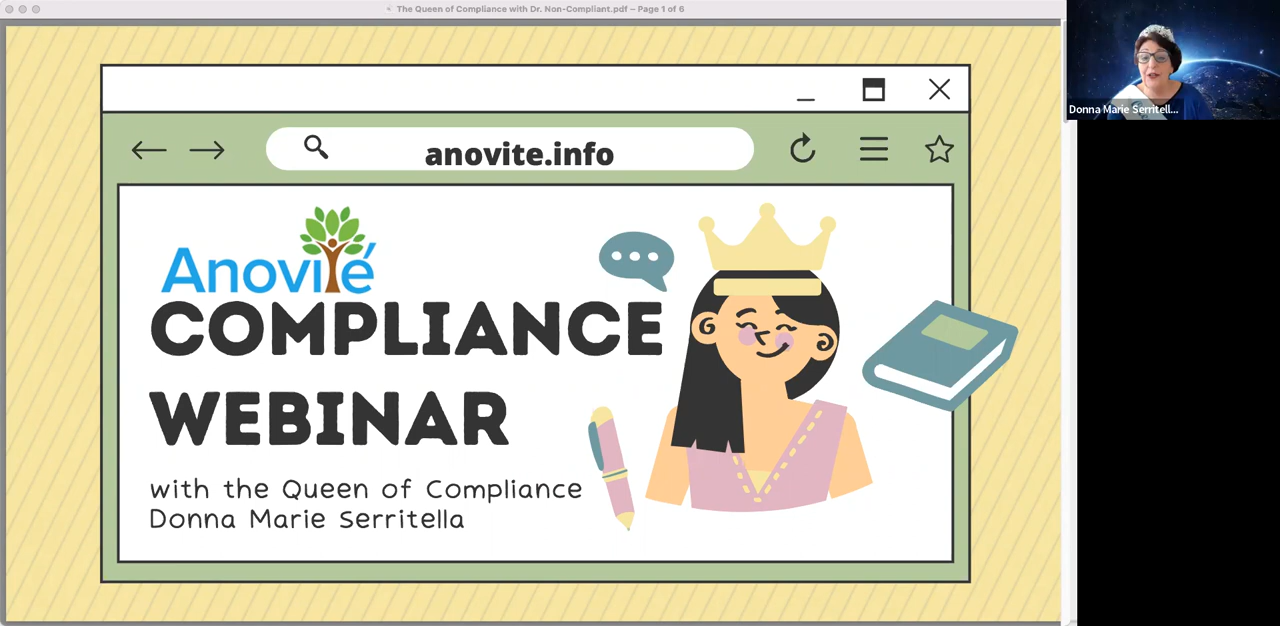 The Queen of Compliance with Dr. Non-Compliant.pdf – Page 1 of 6
Donna Marie Serritell...
anovite.info
Anovité
COMPLIANCE
WEBINAR
with the Queen of Compliance
Donna Marie Serritella